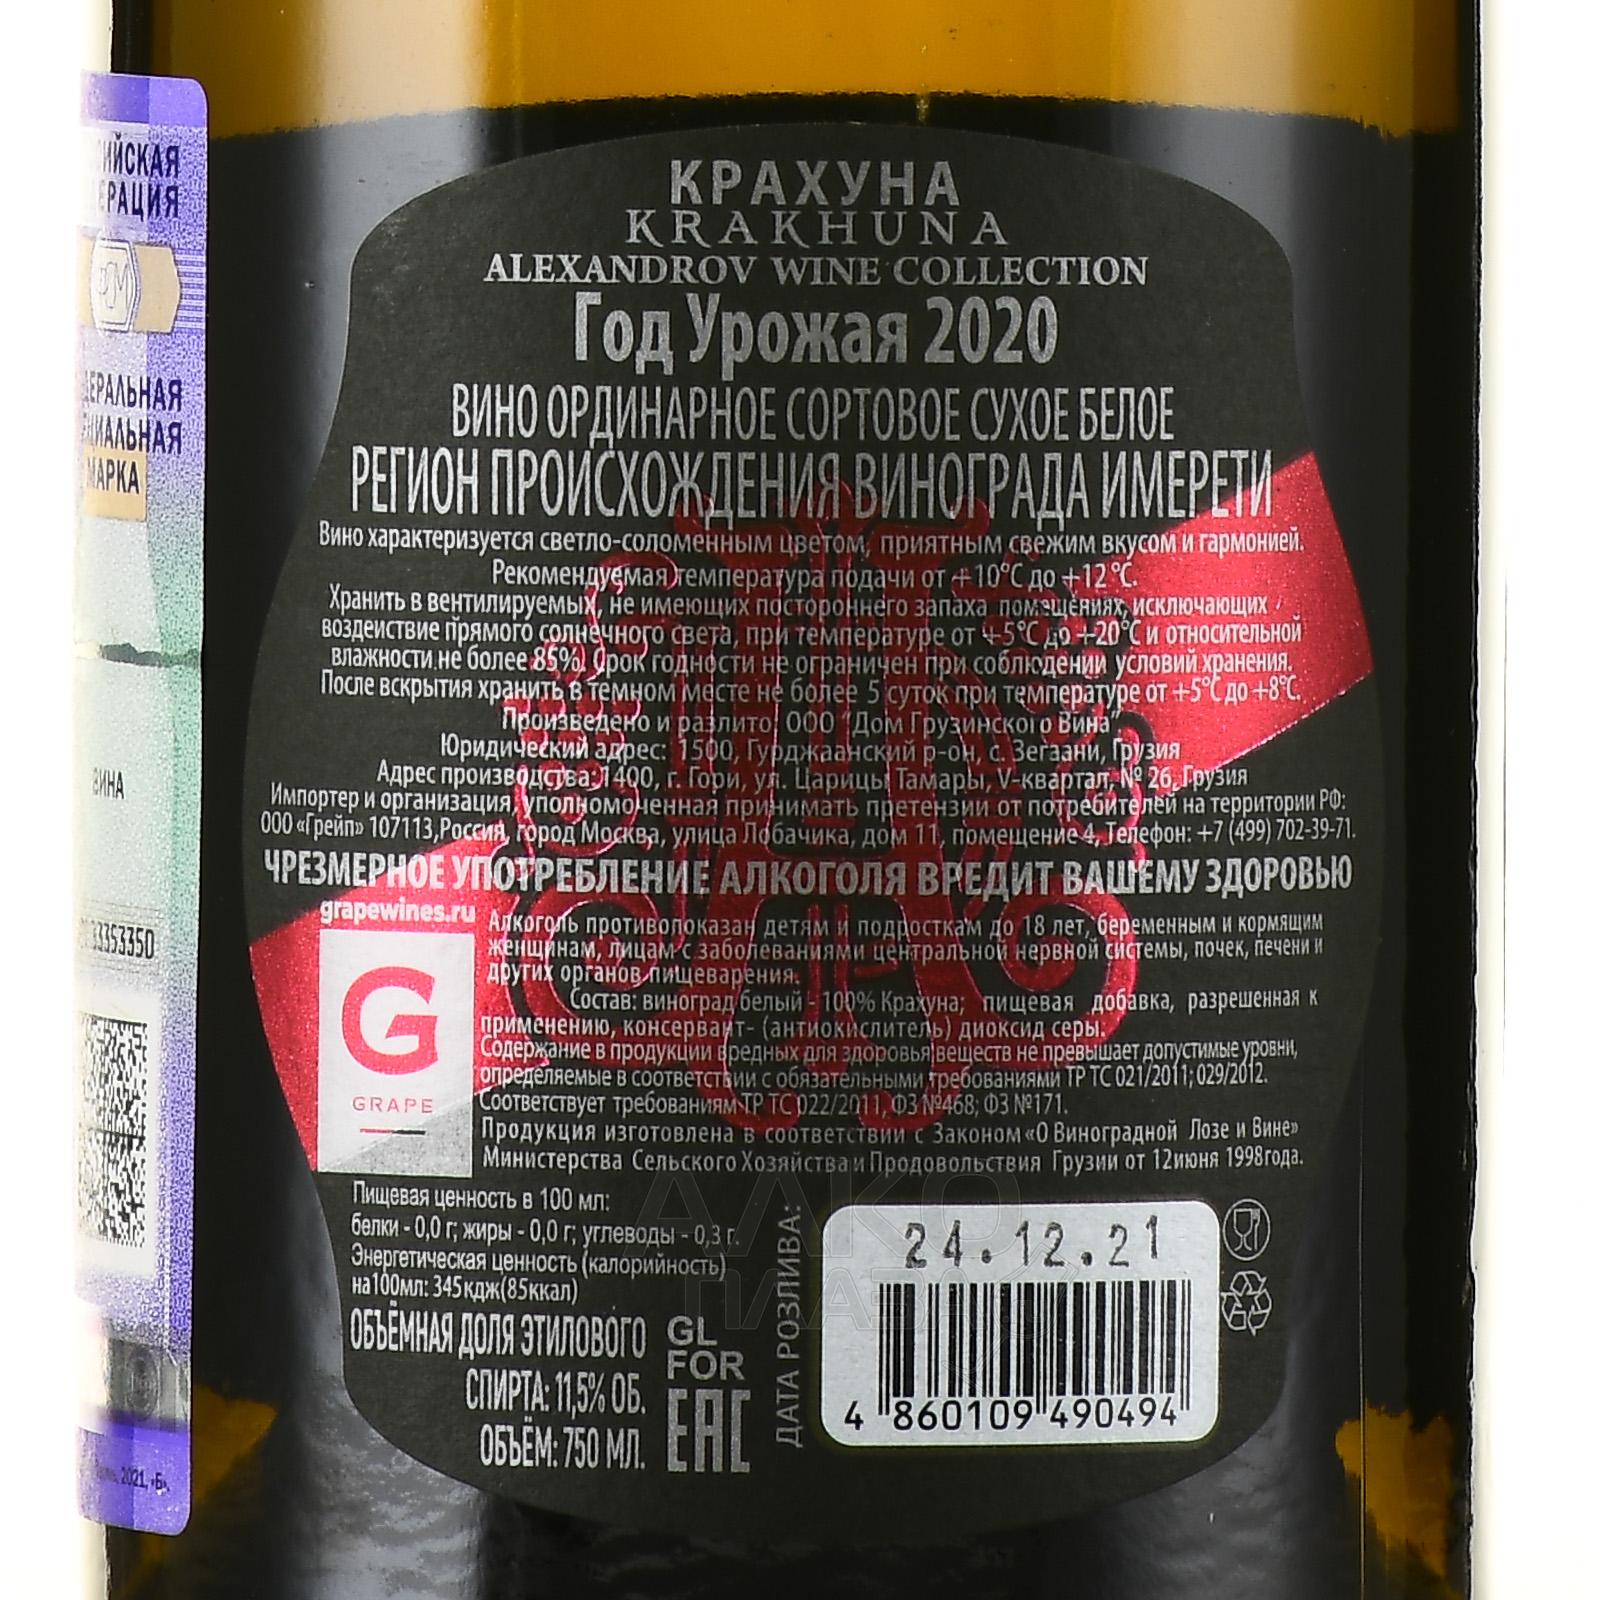 КРАХУНА
KRAKHUNA
ALEXANDROV WINE COLLECTION
Год Урожая 2020
ВИНО ОРДИНАРНОЕ СОРТОВОЕ СУХОЕ БЕЛОЕ
РЕГИОН ПРОИСХОЖДЕНИЯ ВИНОГРАДА ИМЕРЕТИ
Вино характеризуется светло-соломенным цветом, приятным свежим вкусом и гармонией.
Рекомендуемая температура подачи от +10°С до +12°С.
Хранить в вентилируемых, не имеющих постороннего запаха помещениях, исключающих
воздействие прямого солнечного света, при температуре от +5°С до +20°С и относительной
влажности не более 85%. Срок годности не ограничен при соблюдении условий хранения.
После вскрытия хранить в темном месте не более 5 суток при температуре от +5°С до +8°С.
Произведено и разлито ООО "Дом Грузинского Вина"
Юридический адрес: 1500, Гурджаанский р-он, с. Зегаани, Грузия
Адрес производства: 1400, г. Гори, ул. Царицы Тамары, V-квартал, № 26, Грузия
Импортер и организация, уполномоченная принимать претензии от потребителей на территории РФ:
ООО «Грейп» 107113, Россия, город Москва, улица Лобачика, дом 11, помещение 4, Телефон: +7 (499) 702-39-71.
ЧРЕЗМЕРНОЕ УПОТРЕБЛЕНИЕ АЛКОГОЛЯ ВРЕДИТ ВАШЕМУ ЗДОРОВЬЮ
grapewines.ru
Алкоголь противопоказан детям и подросткам до 18 лет, беременным и кормящим
женщинам, лицам с заболеваниями центральной нервной системы, почек, печени и
других органов пищеварения.
Состав: виноград белый - 100% Крахуна; пищевая добавка, разрешенная к
применению, консервант- (антиокислитель) диоксид серы.
Содержание в продукции вредных для здоровья веществ не превышает допустимые уровни,
определяемые в соответствии с обязательными требованиями ТР ТС 021/2011; 029/2012.
Соответствует требованиям ТР ТС 022/2011, ФЗ №468; ФЗ №171.
Продукция изготовлена в соответствии с Законом «О Виноградной Лозе и Вине»
Министерства Сельского Хозяйства и Продовольствия Грузии от 12июня 1998года.
G
GRAPE
Пищевая ценность в 100 мл:
белки - 0,0 г; жиры - 0,0 г; углеводы - 0,3 г.
Энергетическая ценность (калорийность)
на100мл: 345кдж(85ккал)
ОБЪЁМНАЯ ДОЛЯ ЭТИЛОВОГО
СПИРТА: 11,5% ОБ.
ОБЪЁМ: 750 МЛ.
GL
FOR
EAC
ДАТА РОЗЛИВА:
24.12.21
4 860109 490494
ИЙСКАЯ
ЕРАЦИЯ
ДЕРАЛЬНАЯ
ЦИАЛЬНАЯ
МАРКА
ВИНА
33353350
2021, «Б».
АЛКО
ПЛАЗА